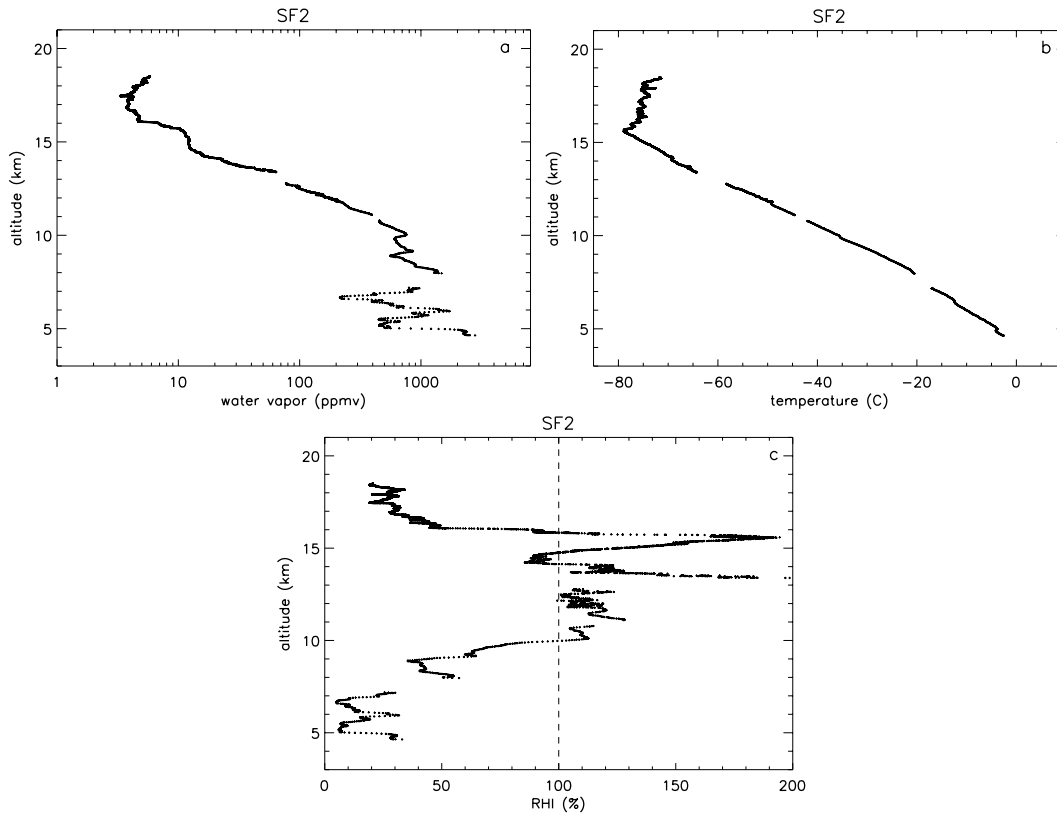 SF2
a
20
15
10
5
altitude (km)
1 10 100 1000
water vapor (ppmv)
SF2
b
20
15
10
5
altitude (km)
−80 −60 −40 −20 0
temperature (C)
SF2
c
20
15
10
5
altitude (km)
0 50 100 150 200
RHI (%)